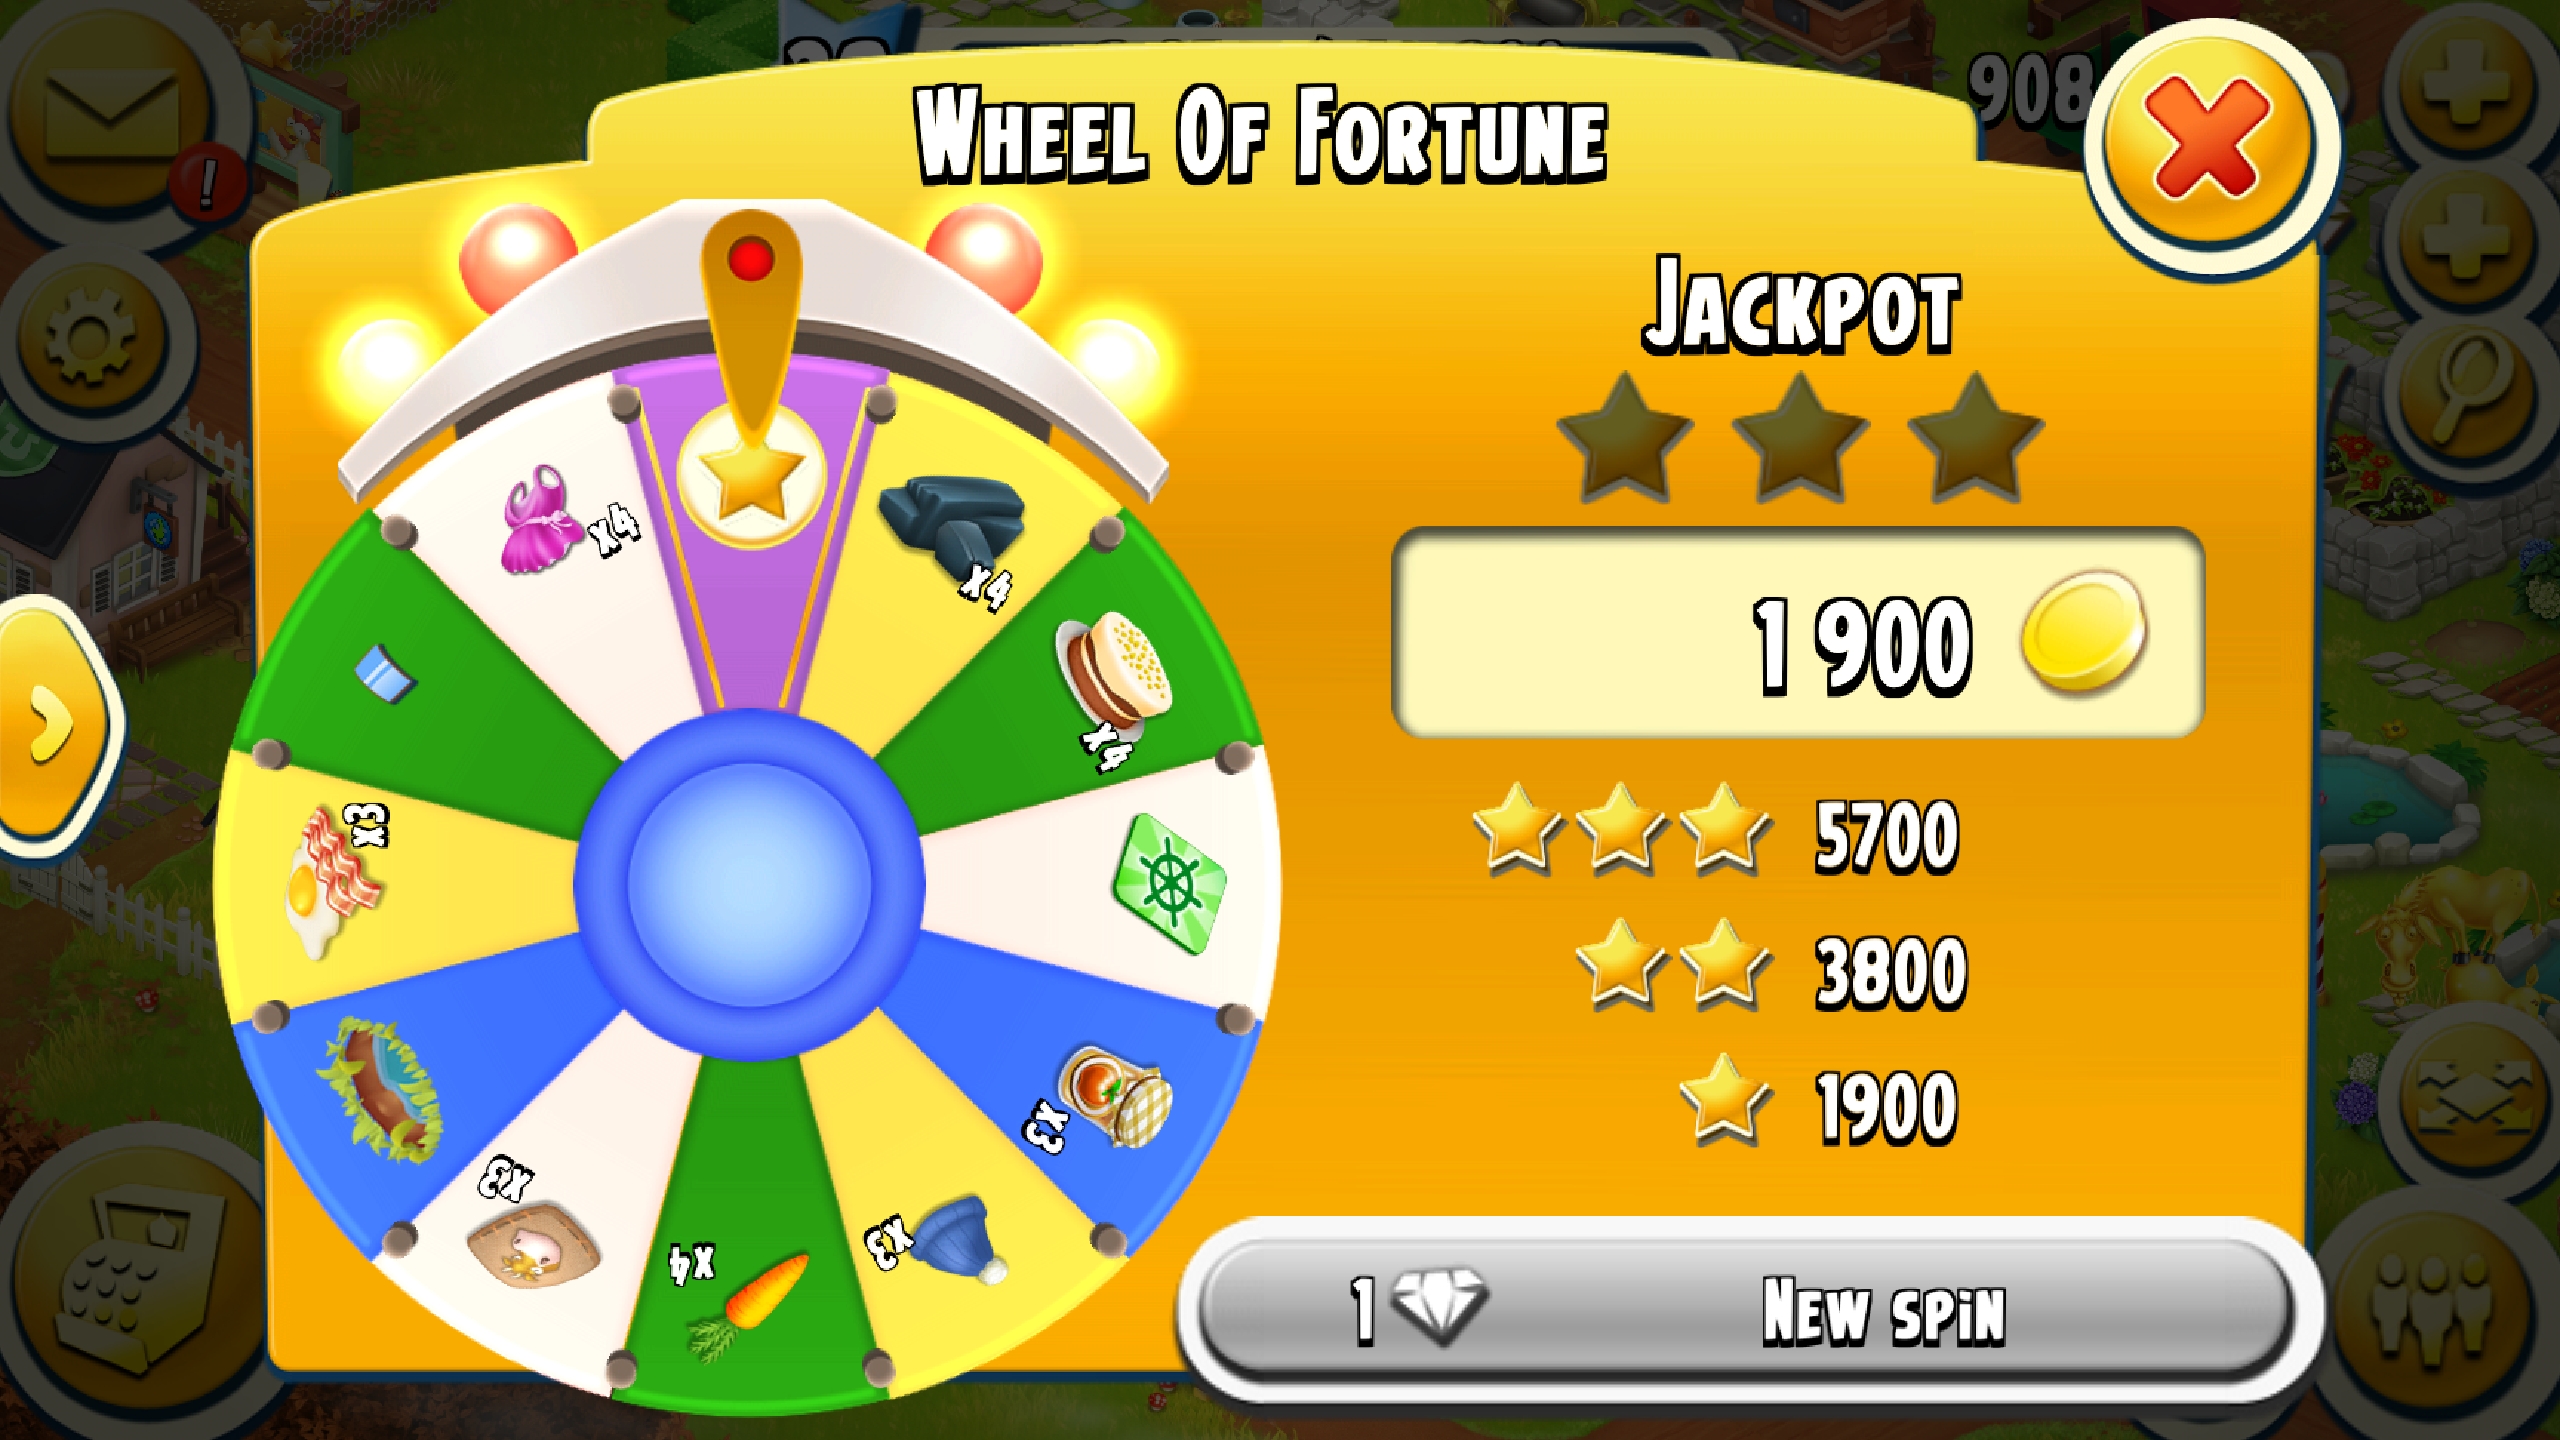 WHEEL OF FORTUNE
908
!
JACKPOT
x4
x4
x4
x3
x3
x4
x3
x3
1 900
5700
3800
1900
1
NEW SPIN